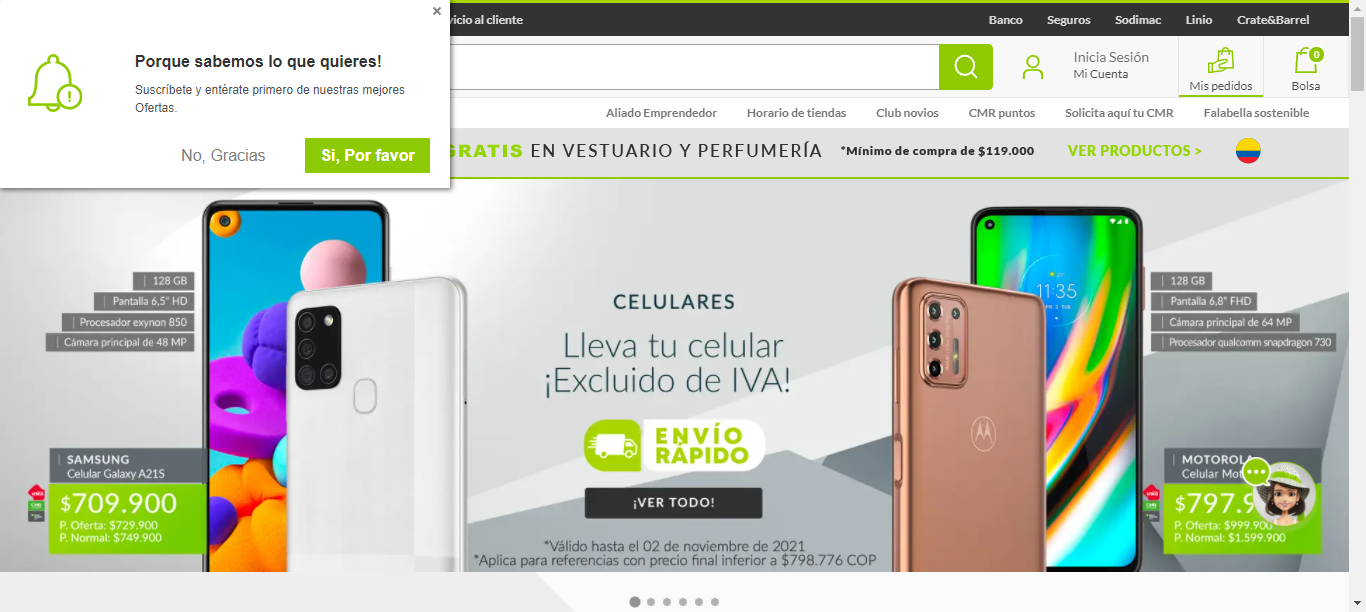 vicio al cliente
Banco Seguros Sodimac Linio Crate&Barrel
Porque sabemos lo que quieres!
Suscríbete y entérate primero de nuestras mejores
Ofertas.
No, Gracias
Si, Por favor
Inicia Sesión
Mi Cuenta
Mis pedidos
0
Bolsa
Aliado Emprendedor Horario de tiendas Club novios CMR puntos Solicita aquí tu CMR Falabella sostenible
GRATIS EN VESTUARIO Y PERFUMERÍA *Mínimo de compra de $119.000 VER PRODUCTOS >
128 GB
Pantalla 6,5" HD
Procesador exynon 850
Cámara principal de 48 MP
SAMSUNG
Celular Galaxy A21S
$709.900
P. Oferta: $729.900
P. Normal: $749.900
CELULARES
Lleva tu celular
¡Excluido de IVA!
ENVÍO
RÁPIDO
¡VER TODO!
*Válido hasta el 02 de noviembre de 2021
*Aplica para referencias con precio final inferior a $798.776 COP
11:35
128 GB
Pantalla 6,8" FHD
Cámara principal de 64 MP
Procesador qualcomm snapdragon 730
MOTOROLA
Celular Mot
$797.9
P. Oferta: $999.900
P. Normal: $1.599.900